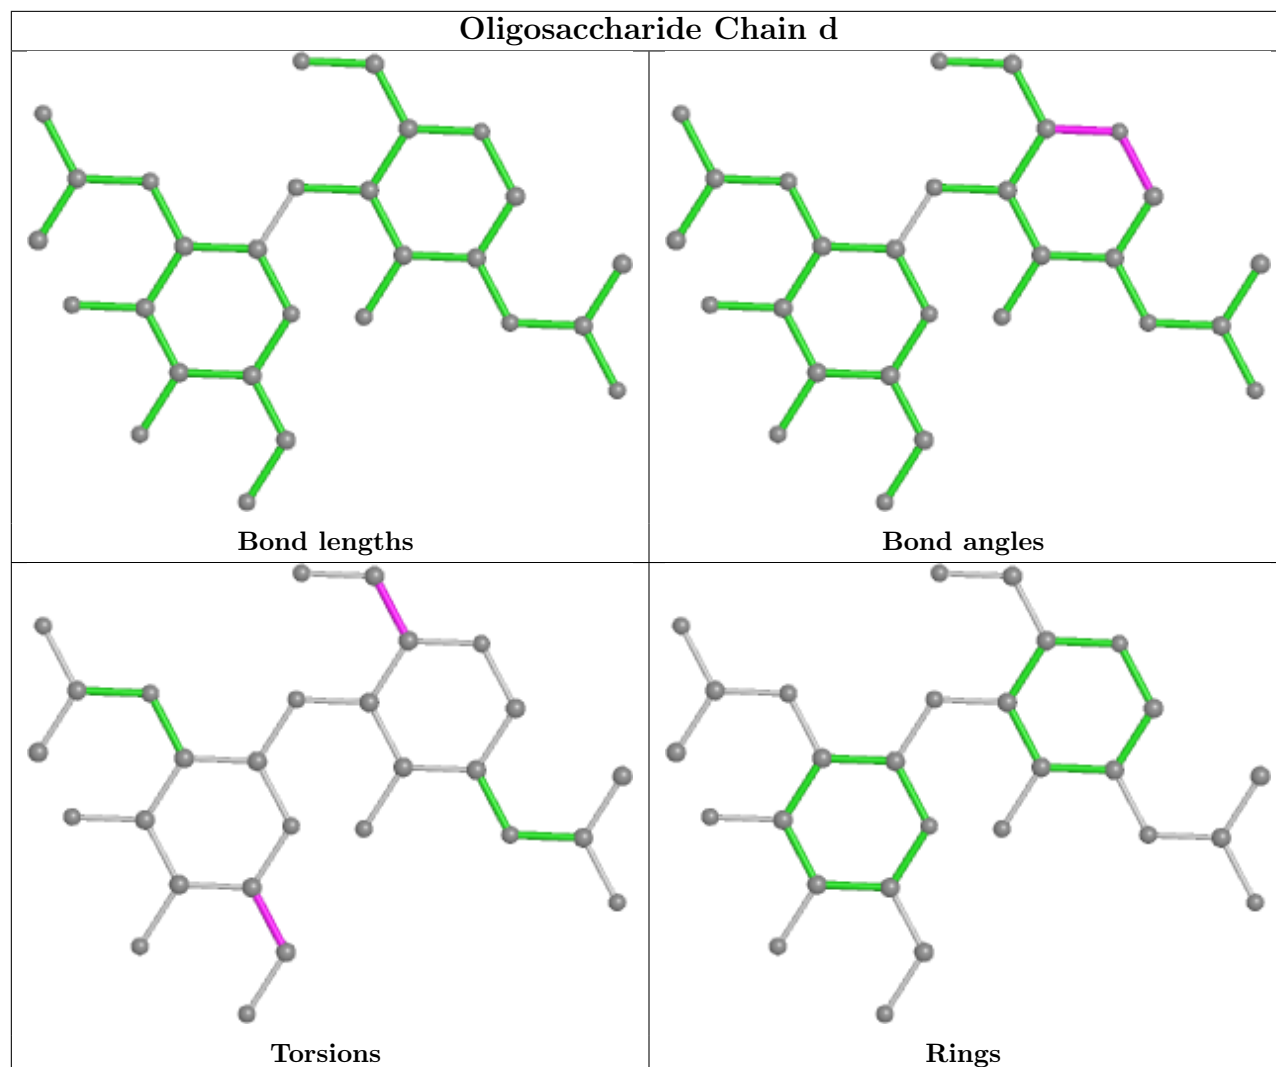 Oligosaccharide Chain d
Bond lengths
Bond angles
Torsions
Rings